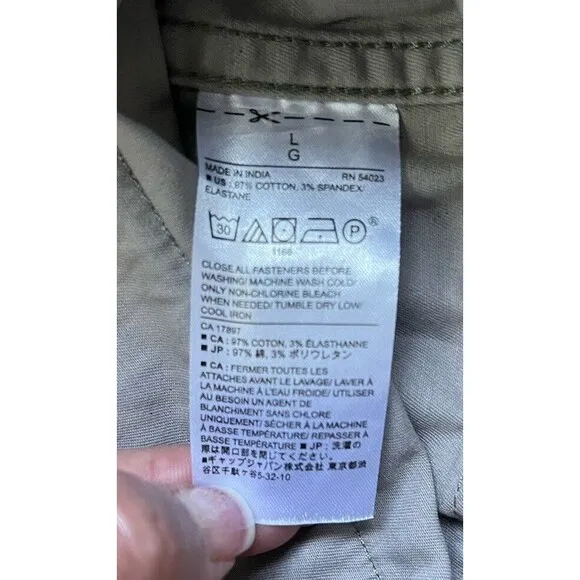 L
G
MADE IN INDIA RN 54023
■ US: 97% COTTON, 3% SPANDEX/
ELASTANE
30 P ®
1166
CLOSE ALL FASTENERS BEFORE
WASHING/ MACHINE WASH COLD/
ONLY NON-CHLORINE BLEACH
WHEN NEEDED/ TUMBLE DRY LOW/
COOL IRON
CA 17897
■ CA: 97% COTON, 3% ÉLASTHANNE
■ JP: 97% 綿, 3% ポリウレタン
■ CA: FERMER TOUTES LES
ATTACHES AVANT LE LAVAGE/ LAVER À
LA MACHINE À L'EAU FROIDE/ UTILISER
AU BESOIN UN AGENT DE
BLANCHIMENT SANS CHLORE
UNIQUEMENT/ SÉCHER À LA MACHINE
À BASSE TEMPÉRATURE/ REPASSER À
BASSE TEMPÉRATURE ■ JP: 洗濯の
際は開口部を閉じてください。
■ギャップジャパン株式会社 東京都渋
谷区千駄ヶ谷5-32-10